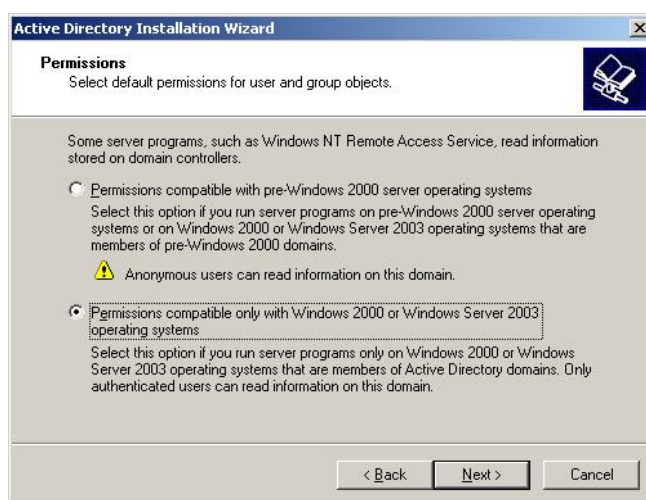 Active Directory Installation Wizard
Permissions
Select default permissions for user and group objects.
Some server programs, such as Windows NT Remote Access Service, read information
stored on domain controllers.
Permissions compatible with pre-Windows 2000 server operating systems
Select this option if you run server programs on pre-Windows 2000 server operating
systems or on Windows 2000 or Windows Server 2003 operating systems that are
members of pre-Windows 2000 domains.
Anonymous users can read information on this domain.
Permissions compatible only with Windows 2000 or Windows Server 2003
operating systems
Select this option if you run server programs only on Windows 2000 or Windows
Server 2003 operating systems that are members of Active Directory domains. Only
authenticated users can read information on this domain.
< Back Next > Cancel